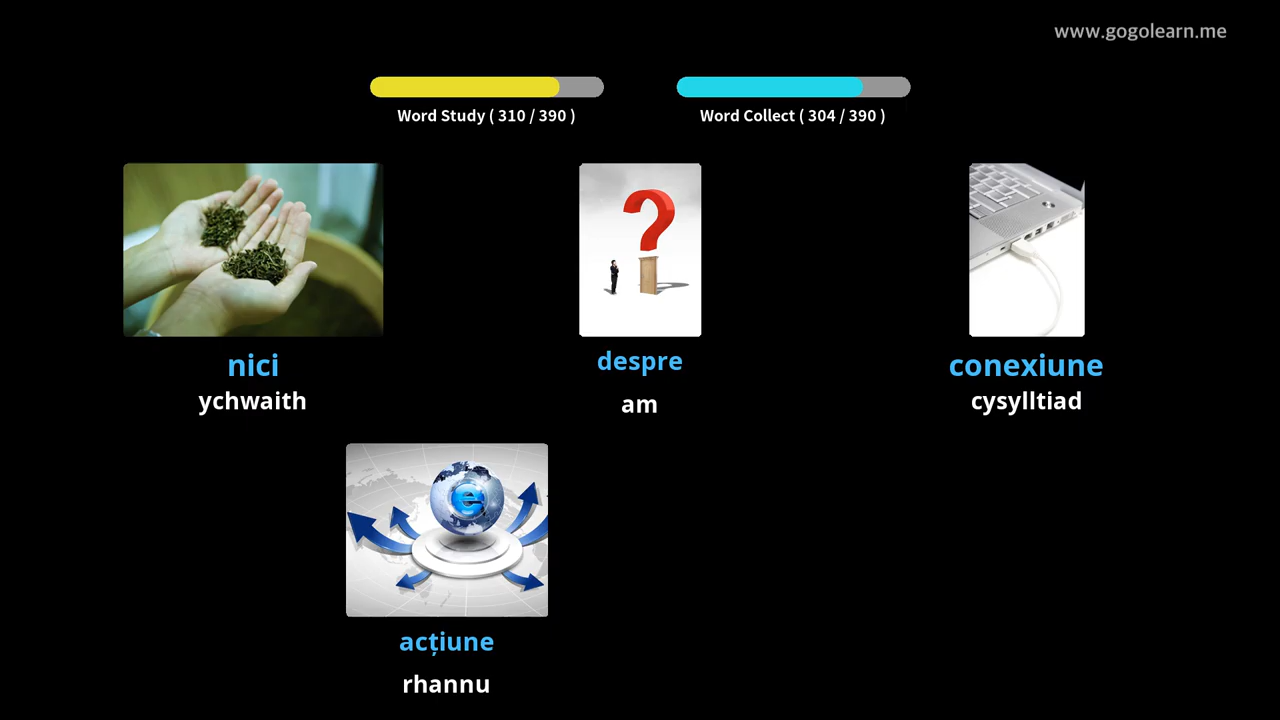 www.gogolearn.me
Word Study ( 310 / 390 )
Word Collect ( 304 / 390 )
nici
ychwaith
despre
am
conexiune
cysylltiad
e
acțiune
rhannu